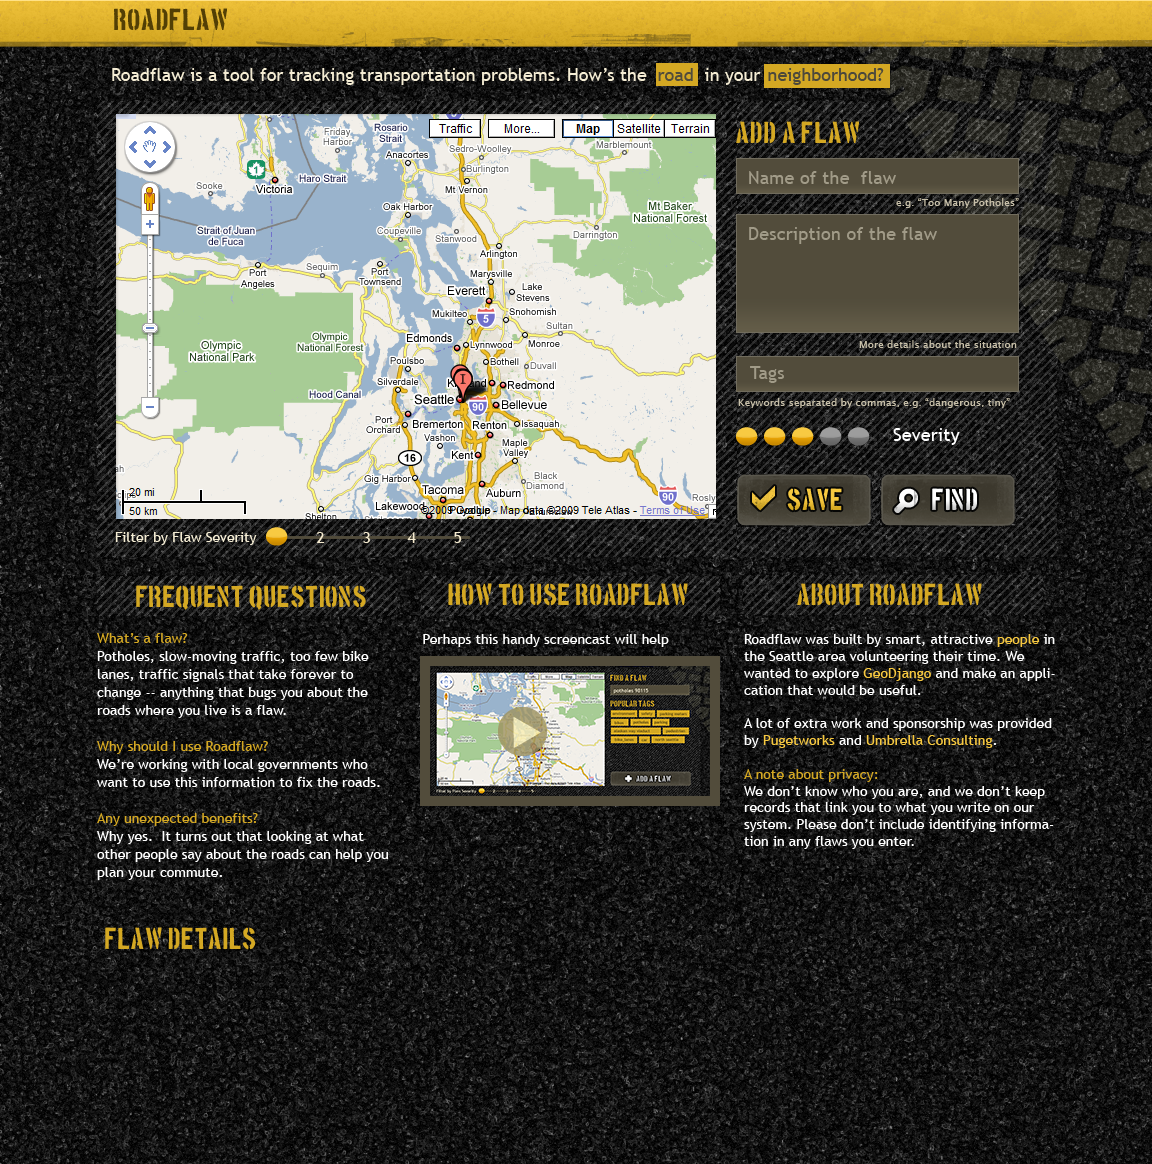 ROADFLAW
Roadflaw is a tool for tracking transportation problems. How's the road in your neighborhood?
Traffic
More...
Map
Satellite
Terrain
Friday Harbor
Rosario Strait
Anacortes
Sedro-Woolley
Marblemount
Burlington
1
Victoria
Haro Strait
Sooke
Mt Vernon
Mt Baker
National Forest
Oak Harbor
Strait of Juan
de Fuca
Coupeville
Stanwood
Darrington
Arlington
Port
Angeles
Sequim
Port
Townsend
Marysville
Everett
Lake
Stevens
Mukilteo
5
Snohomish
Sultan
Olympic
National Park
Olympic
National Forest
Edmonds
Lynnwood
Monroe
Poulsbo
Bothell
Duvall
Silverdale
Redmond
Hood Canal
Seattle
90
Bellevue
Port
Orchard
Bremerton
Renton
Issaquah
Vashon
Maple
Valley
16
Kent
Gig Harbor
Black
Diamond
Tacoma
Auburn
90
20 mi
50 km
Shelton
Lakewood
Map data ©2009 Tele Atlas - Terms of Use
Filter by Flaw Severity 2 3 4 5
ADD A FLAW
Name of the flaw
e.g. "Too Many Potholes"
Description of the flaw
More details about the situation
Tags
Keywords separated by commas, e.g. "dangerous, tiny"
Severity
SAVE
FIND
FREQUENT QUESTIONS
What's a flaw?
Potholes, slow-moving traffic, too few bike
lanes, traffic signals that take forever to
change -- anything that bugs you about the
roads where you live is a flaw.
Why should I use Roadflaw?
We're working with local governments who
want to use this information to fix the roads.
Any unexpected benefits?
Why yes. It turns out that looking at what
other people say about the roads can help you
plan your commute.
HOW TO USE ROADFLAW
Perhaps this handy screencast will help
FIND A FLAW
potholes 98115
POPULAR TAGS
ADD A FLAW
ABOUT ROADFLAW
Roadflaw was built by smart, attractive people in
the Seattle area volunteering their time. We
wanted to explore GeoDjango and make an appli-
cation that would be useful.
A lot of extra work and sponsorship was provided
by Pugetworks and Umbrella Consulting.
A note about privacy:
We don't know who you are, and we don't keep
records that link you to what you write on our
system. Please don't include identifying informa-
tion in any flaws you enter.
FLAW DETAILS